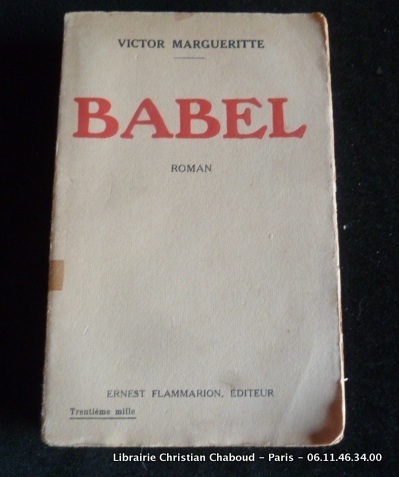 VICTOR MARGUERITTE
BABEL
ROMAN
ERNEST FLAMMARION, ÉDITEUR
Trentième mille
Librairie Christian Chaboud - Paris - 06.11.46.34.00